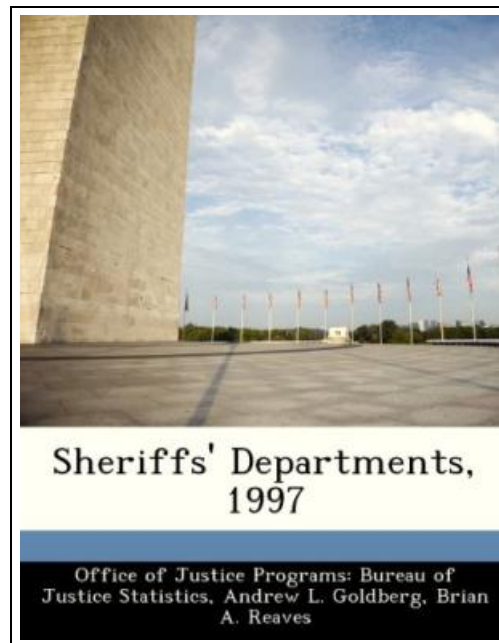 Sheriffs' Departments,
1997
Office of Justice Programs: Bureau of
Justice Statistics, Andrew L. Goldberg, Brian
A. Reaves